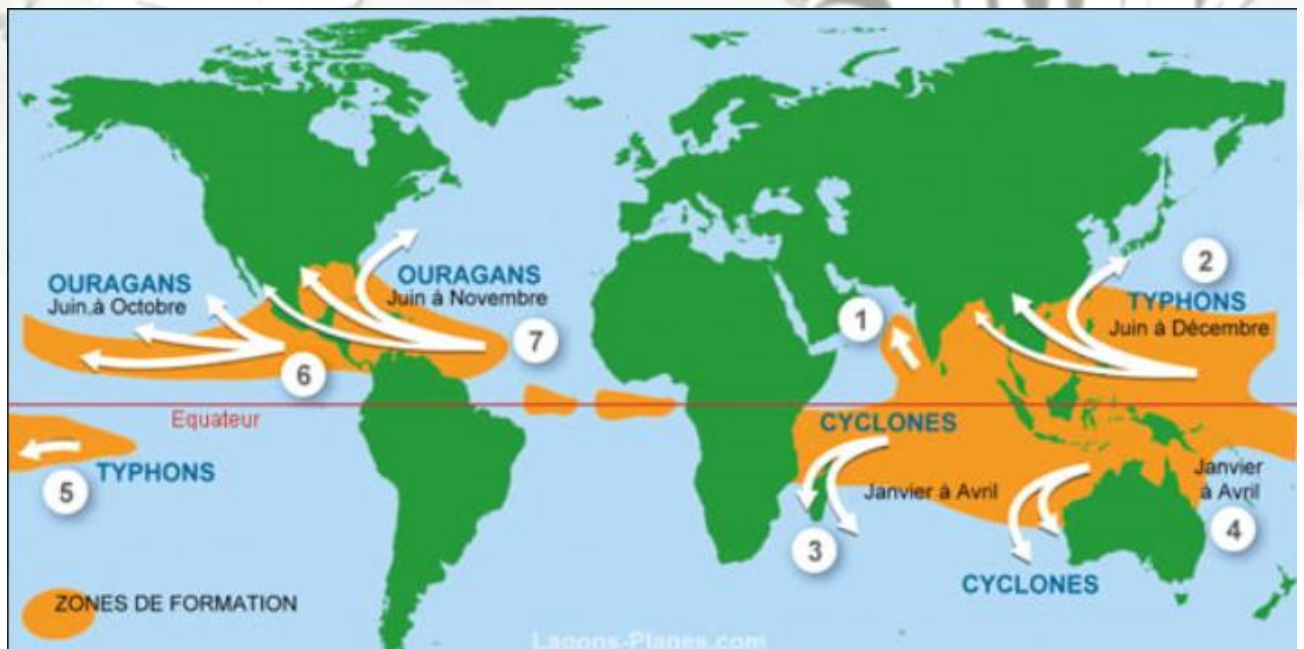 OURAGANS
Juin.à Octobre
OURAGANS
Juin à Novembre
7
6
Equateur
5
TYPHONS
1
2
TYPHONS
Juin à Décembre
CYCLONES
Janvier à Avril
3
Janvier
à Avril
4
CYCLONES
ZONES DE FORMATION
Lagons-Plages.com